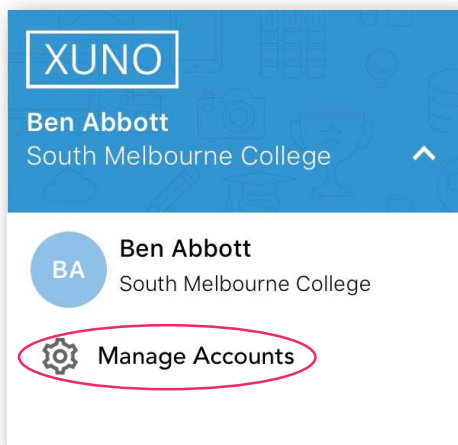 XUNO
Ben Abbott
South Melbourne College
BA
Ben Abbott
South Melbourne College
Manage Accounts